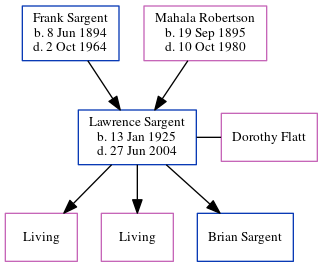 Frank Sargent
b. 8 Jun 1894
d. 2 Oct 1964
Mahala Robertson
b. 19 Sep 1895
d. 10 Oct 1980
Lawrence Sargent
b. 13 Jan 1925
d. 27 Jun 2004
Dorothy Flatt
Living
Living
Brian Sargent